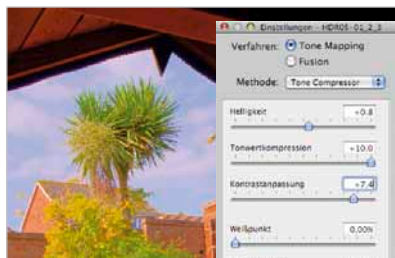 Einstellungen - HDR05-01_2_3
Verfahren: Tone Mapping
Fusion
Methode: Tone Compressor
Helligkeit +0.8
Tonwertkompression +10.0
Kontrastanpassung +7.4
Weißpunkt 0.00%